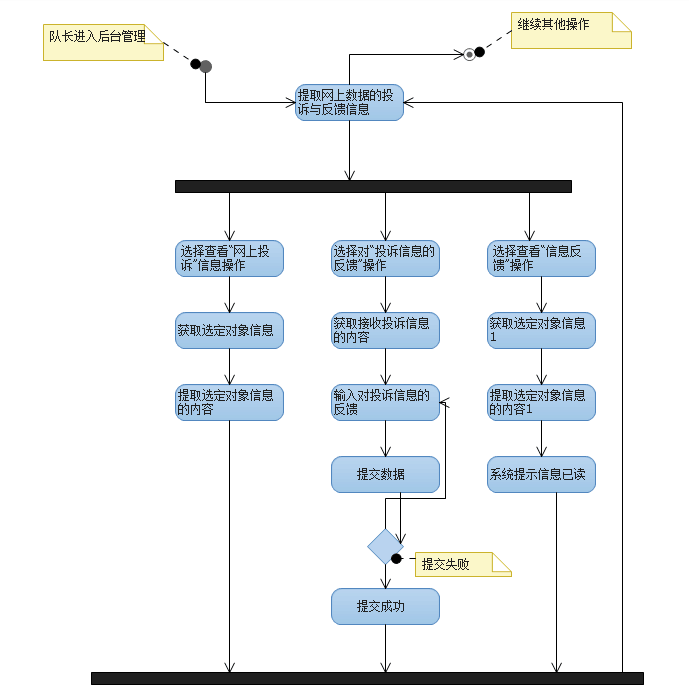 队长进入后台管理
继续其他操作
提取网上数据的投
诉与反馈信息
选择查看“网上投
诉”信息操作
选择对“投诉信息的
反馈”操作
选择查看“信息反
馈”操作
获取选定对象信息
获取接收投诉信息
的内容
获取选定对象信息
1
提取选定对象信息
的内容
输入对投诉信息的
反馈
提取选定对象信息
的内容1
提交数据
系统提示信息已读
提交失败
提交成功